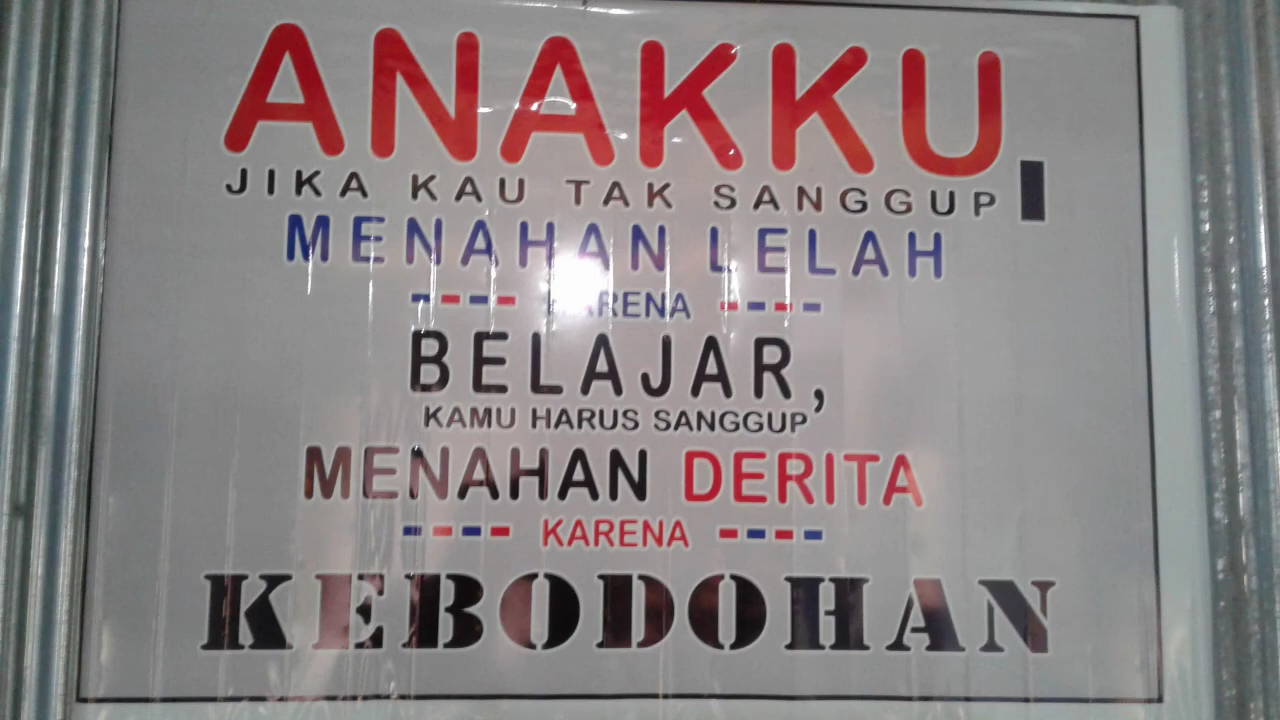 ANAKKU
JIKA KAU TAK SANGGUP
MENAHAN LELAH
KARENA
BELAJAR,
KAMU HARUS SANGGUP
MENAHAN DERITA
KARENA
KEBODOHAN